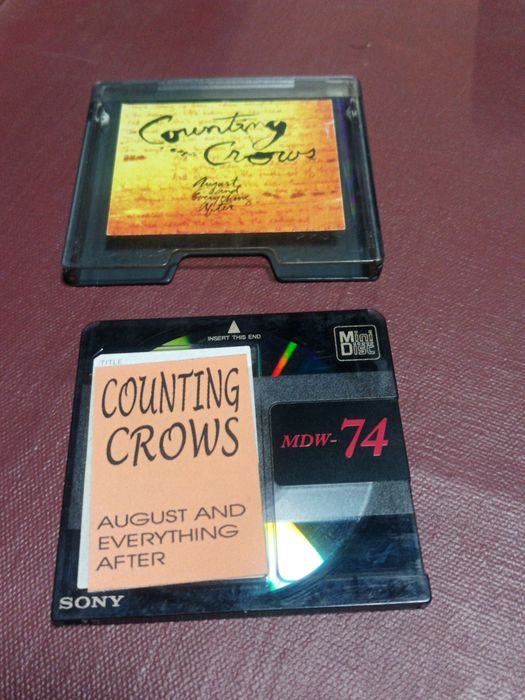 Counting
Crows
August
and
Everything
After
INSERT THIS END
Mini
Disc
TITLE
COUNTING
CROWS
MDW-74
AUGUST AND
EVERYTHING
AFTER
SONY